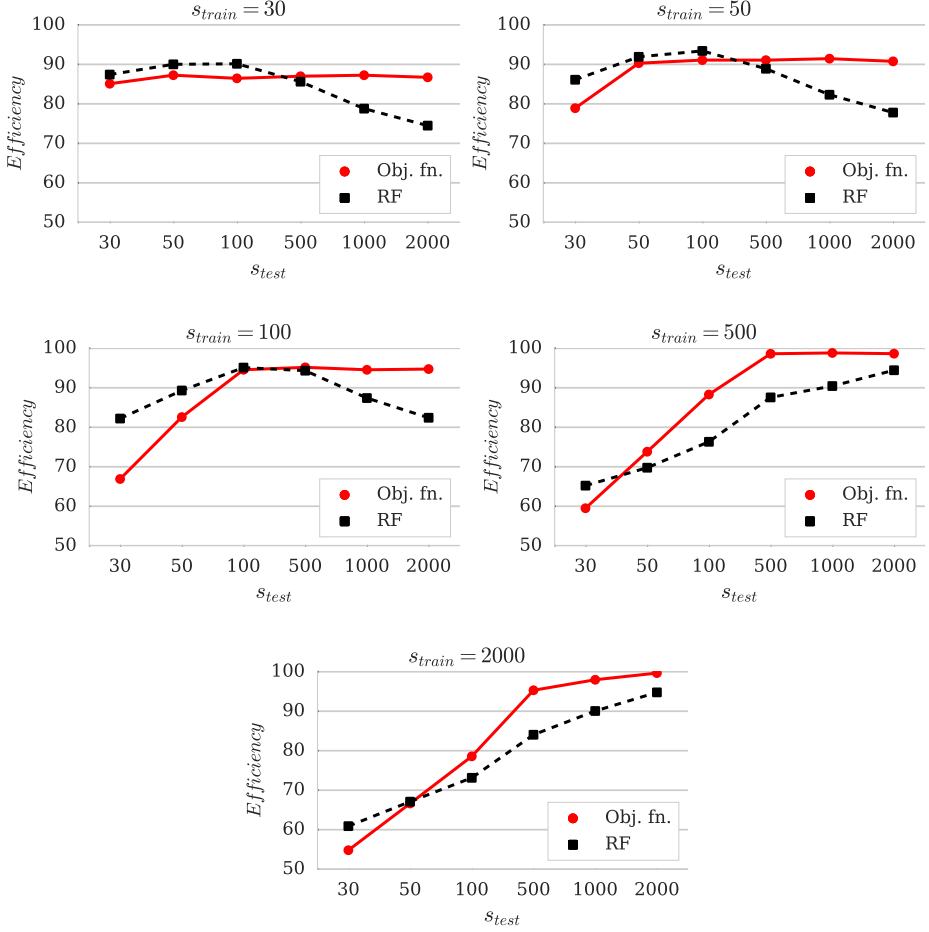 s_train = 30
Efficiency
100
90
80
70
60
50
Obj. fn.
RF
30 50 100 500 1000 2000
s_test
s_train = 50
Efficiency
100
90
80
70
60
50
Obj. fn.
RF
30 50 100 500 1000 2000
s_test
s_train = 100
Efficiency
100
90
80
70
60
50
Obj. fn.
RF
30 50 100 500 1000 2000
s_test
s_train = 500
Efficiency
100
90
80
70
60
50
Obj. fn.
RF
30 50 100 500 1000 2000
s_test
s_train = 2000
Efficiency
100
90
80
70
60
50
Obj. fn.
RF
30 50 100 500 1000 2000
s_test